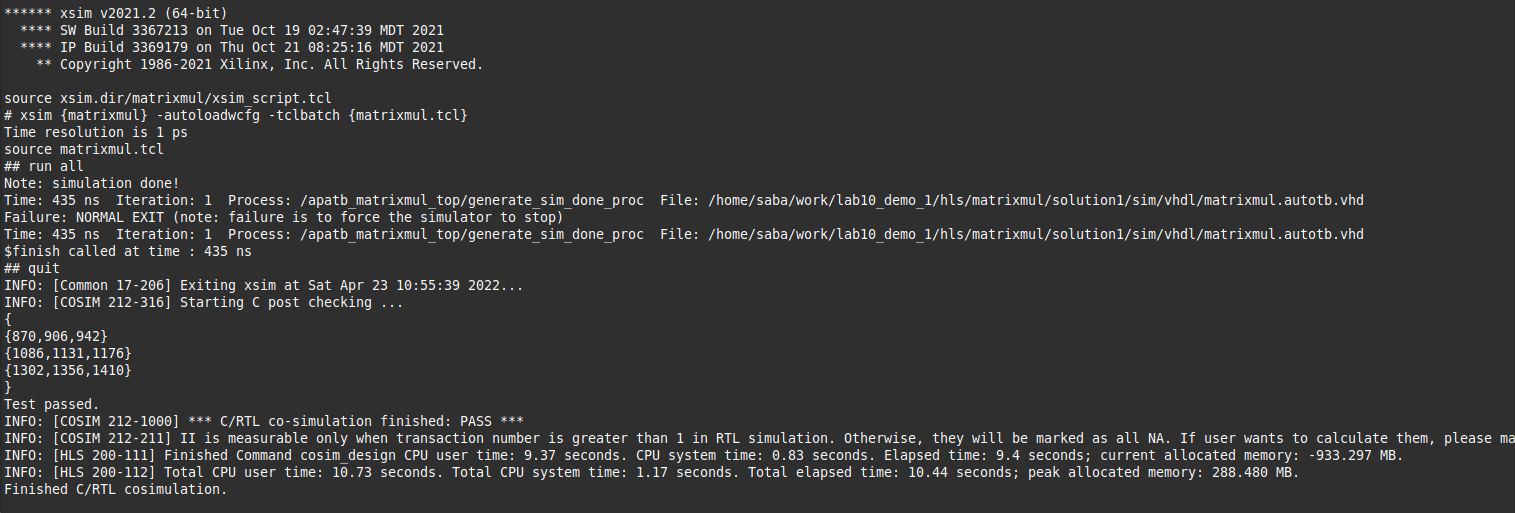 ****** xsim v2021.2 (64-bit)
  **** SW Build 3367213 on Tue Oct 19 02:47:39 MDT 2021
  **** IP Build 3369179 on Thu Oct 21 08:25:16 MDT 2021
    ** Copyright 1986-2021 Xilinx, Inc. All Rights Reserved.

source xsim.dir/matrixmul/xsim_script.tcl
# xsim {matrixmul} -autoloadwcfg -tclbatch {matrixmul.tcl}
Time resolution is 1 ps
source matrixmul.tcl
## run all
Note: simulation done!
Time: 435 ns  Iteration: 1  Process: /apatb_matrixmul_top/generate_sim_done_proc  File: /home/saba/work/lab10_demo_1/hls/matrixmul/solution1/sim/vhdl/matrixmul.autotb.vhd
Failure: NORMAL EXIT (note: failure is to force the simulator to stop)
Time: 435 ns  Iteration: 1  Process: /apatb_matrixmul_top/generate_sim_done_proc  File: /home/saba/work/lab10_demo_1/hls/matrixmul/solution1/sim/vhdl/matrixmul.autotb.vhd
$finish called at time : 435 ns
## quit
INFO: [Common 17-206] Exiting xsim at Sat Apr 23 10:55:39 2022...
INFO: [COSIM 212-316] Starting C post checking ...
{
{870,906,942}
{1086,1131,1176}
{1302,1356,1410}
}
Test passed.
INFO: [COSIM 212-1000] *** C/RTL co-simulation finished: PASS ***
INFO: [COSIM 212-211] II is measurable only when transaction number is greater than 1 in RTL simulation. Otherwise, they will be marked as all NA. If user wants to calculate them, please ma
INFO: [HLS 200-111] Finished Command cosim_design CPU user time: 9.37 seconds. CPU system time: 0.83 seconds. Elapsed time: 9.4 seconds; current allocated memory: -933.297 MB.
INFO: [HLS 200-112] Total CPU user time: 10.73 seconds. Total CPU system time: 1.17 seconds. Total elapsed time: 10.44 seconds; peak allocated memory: 288.480 MB.
Finished C/RTL cosimulation.